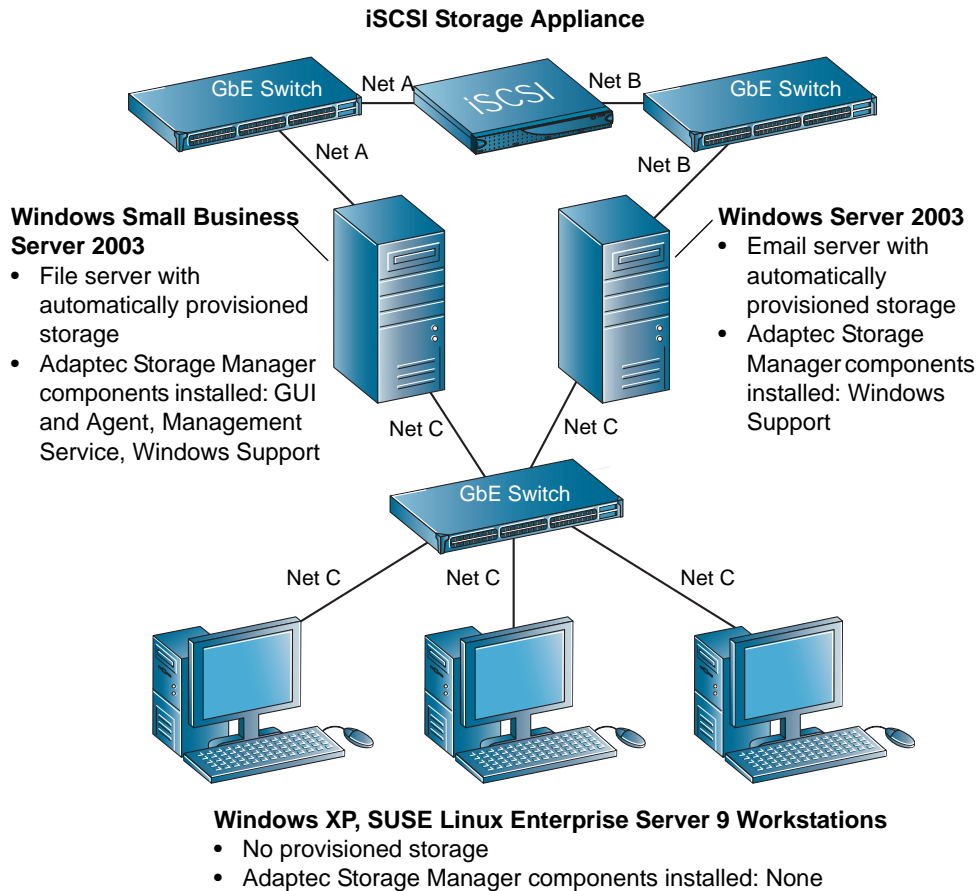 iSCSI Storage Appliance
GbE Switch
Net A
iSCSI
Net B
GbE Switch
Net A
Net B
Windows Small Business
Server 2003
• File server with
automatically provisioned
storage
• Adaptec Storage Manager
components installed: GUI
and Agent, Management
Service, Windows Support
Windows Server 2003
• Email server with
automatically
provisioned storage
• Adaptec Storage
Manager components
installed: Windows
Support
Net C
Net C
GbE Switch
Net C
Net C
Net C
Windows XP, SUSE Linux Enterprise Server 9 Workstations
• No provisioned storage
• Adaptec Storage Manager components installed: None